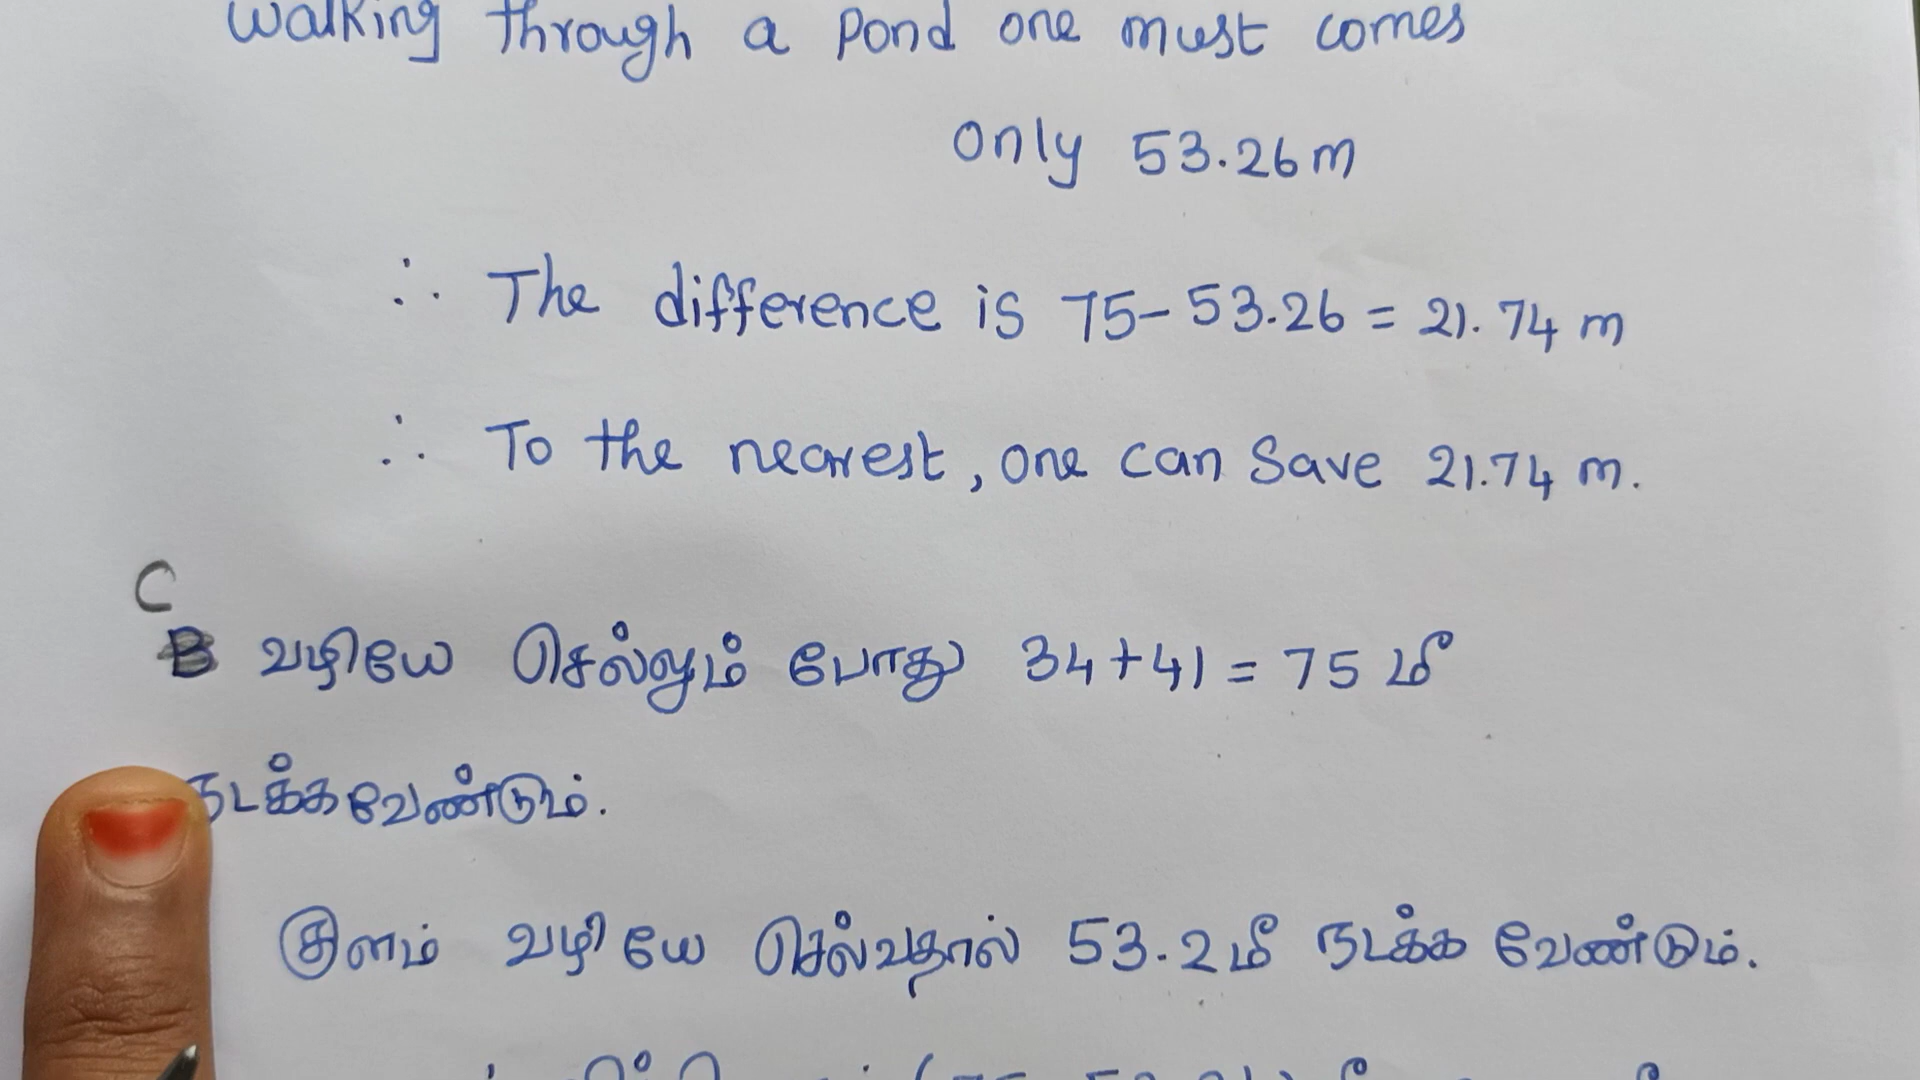 walking through a pond one must comes
only 53.26m
∴ The difference is 75-53.26 = 21.74 m
∴ To the nearest, one can save 21.74 m.
C
B வழியே செல்லும் போது 34+41 = 75 மீ
நடக்கவேண்டும்.
குளம் வழியே செல்வதால் 53.2மீ நடக்க வேண்டும்.